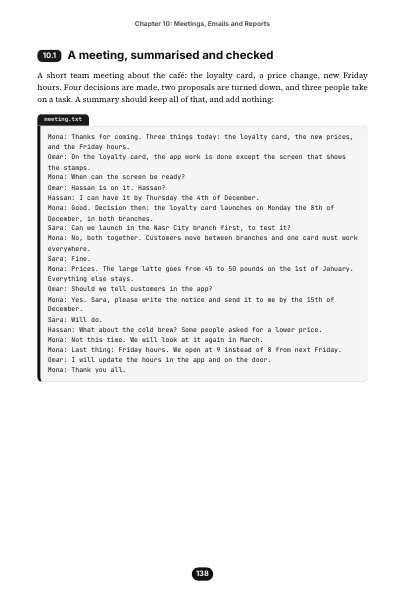 Chapter 10: Meetings, Emails and Reports
10.1 A meeting, summarised and checked
A short team meeting about the café: the loyalty card, a price change, new Friday
hours. Four decisions are made, two proposals are turned down, and three people take
on a task. A summary should keep all of that, and add nothing:
meeting.txt
Mona: Thanks for coming. Three things today: the loyalty card, the new prices,
and the Friday hours.
Omar: On the loyalty card, the app work is done except the screen that shows
the stamps.
Mona: When can the screen be ready?
Omar: Hassan is on it. Hassan?
Hassan: I can have it by Thursday the 4th of December.
Mona: Good. Decision then: the loyalty card launches on Monday the 8th of
December, in both branches.
Sara: Can we launch in the Nasr City branch first, to test it?
Mona: No, both together. Customers move between branches and one card must work
everywhere.
Sara: Fine.
Mona: Prices. The large latte goes from 45 to 50 pounds on the 1st of January.
Everything else stays.
Omar: Should we tell customers in the app?
Mona: Yes. Sara, please write the notice and send it to me by the 15th of
December.
Sara: Will do.
Hassan: What about the cold brew? Some people asked for a lower price.
Mona: Not this time. We will look at it again in March.
Mona: Last thing: Friday hours. We open at 9 instead of 8 from next Friday.
Omar: I will update the hours in the app and on the door.
Mona: Thank you all.
138